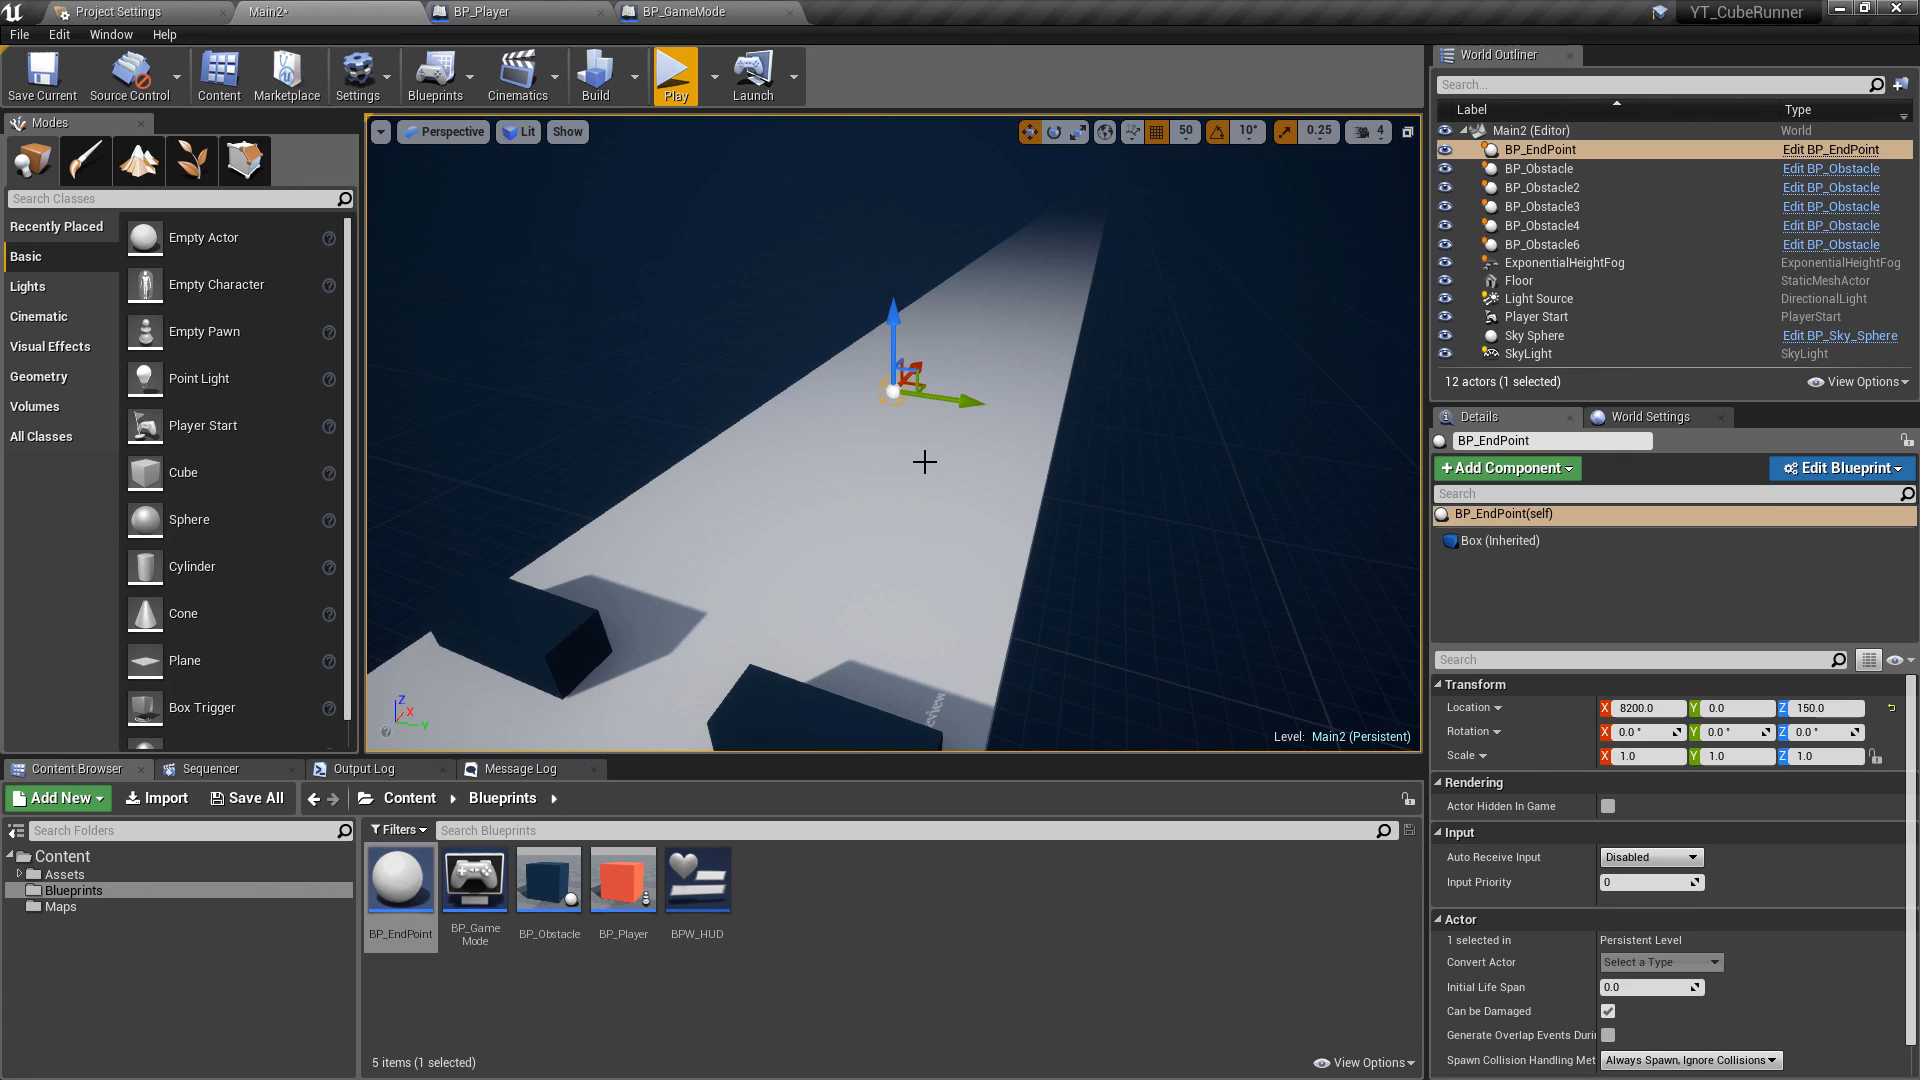 Project Settings
Main2*
BP_Player
BP_GameMode
YT_CubeRunner
File
Edit
Window
Help
Save Current
Source Control
Content
Marketplace
Settings
Blueprints
Cinematics
Build
Play
Launch
Modes
Search Classes
Recently Placed
Basic
Lights
Cinematic
Visual Effects
Geometry
Volumes
All Classes
Empty Actor
Empty Character
Empty Pawn
Point Light
Player Start
Cube
Sphere
Cylinder
Cone
Plane
Box Trigger
Perspective
Lit
Show
50
10°
0.25
4
Z
X
Y
Level: Main2 (Persistent)
World Outliner
Search...
Label
Type
Main2 (Editor)
World
BP_EndPoint
Edit BP_EndPoint
BP_Obstacle
Edit BP_Obstacle
BP_Obstacle2
Edit BP_Obstacle
BP_Obstacle3
Edit BP_Obstacle
BP_Obstacle4
Edit BP_Obstacle
BP_Obstacle6
Edit BP_Obstacle
ExponentialHeightFog
ExponentialHeightFog
Floor
StaticMeshActor
Light Source
DirectionalLight
Player Start
PlayerStart
Sky Sphere
Edit BP_Sky_Sphere
SkyLight
SkyLight
12 actors (1 selected)
View Options
Details
World Settings
BP_EndPoint
+Add Component
Edit Blueprint
Search
BP_EndPoint(self)
Box (Inherited)
Search
Transform
Location
X 8200.0
Y 0.0
Z 150.0
Rotation
X 0.0 °
Y 0.0 °
Z 0.0 °
Scale
X 1.0
Y 1.0
Z 1.0
Rendering
Actor Hidden In Game
Input
Auto Receive Input
Disabled
Input Priority
0
Actor
1 selected in
Persistent Level
Convert Actor
Select a Type
Initial Life Span
0.0
Can be Damaged
Generate Overlap Events Duri
Spawn Collision Handling Met
Always Spawn, Ignore Collisions
Content Browser
Sequencer
Output Log
Message Log
Add New
Import
Save All
Content
Blueprints
Search Folders
Filters
Search Blueprints
Content
Assets
Blueprints
Maps
BP_EndPoint
BP_Game
Mode
BP_Obstacle
BP_Player
BPW_HUD
5 items (1 selected)
View Options